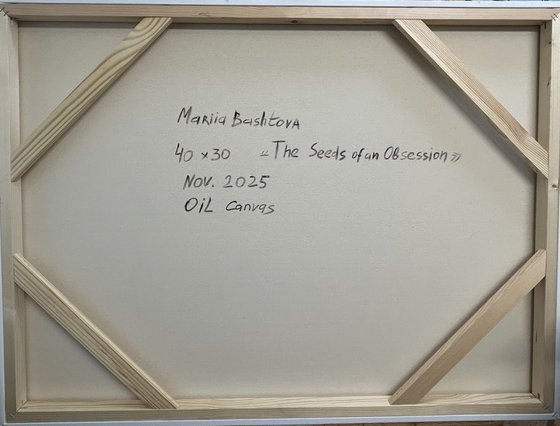 Mariia Bashtova
40 x 30 «The Seeds of an Obsession»
Nov. 2025
Oil Canvas